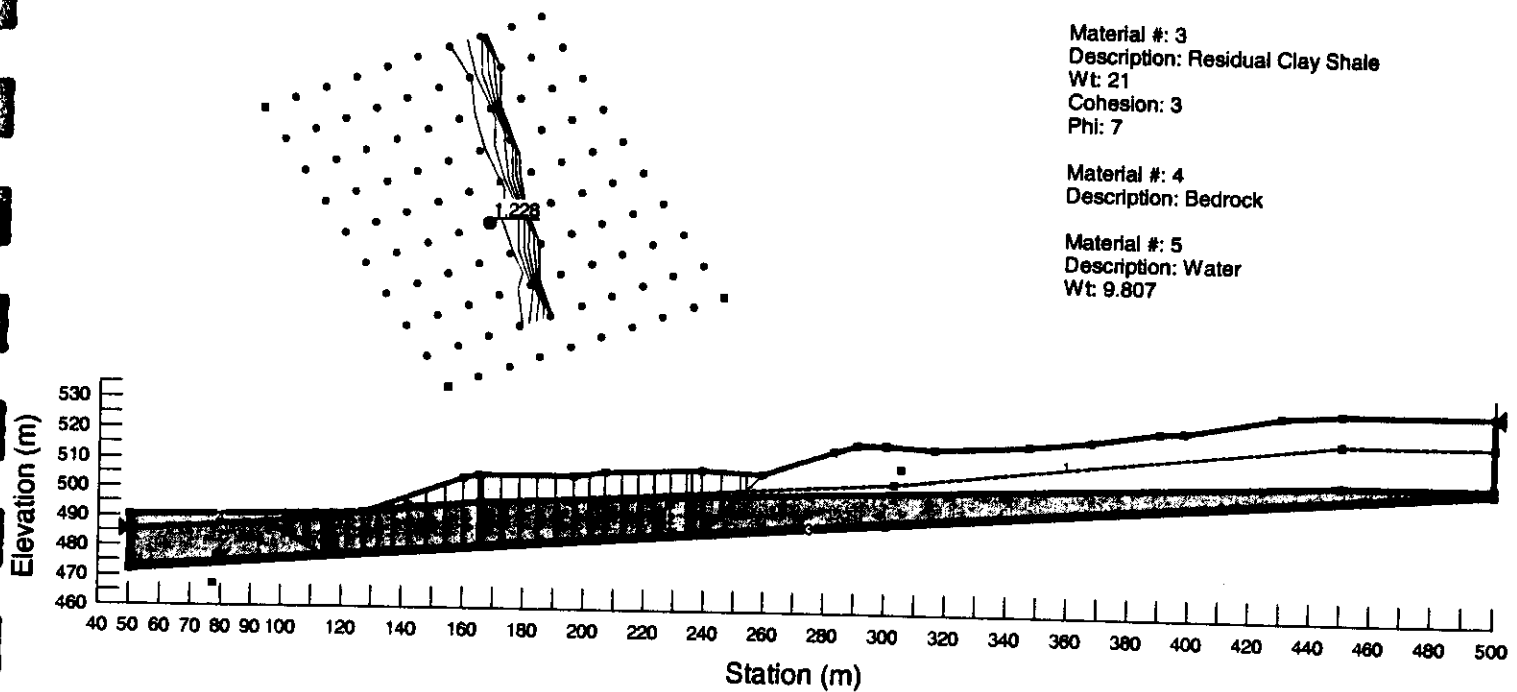 Material #: 3
Description: Residual Clay Shale
Wt: 21
Cohesion: 3
Phi: 7
Material #: 4
Description: Bedrock
Material #: 5
Description: Water
Wt: 9.807
1.228
530
520
510
500
490
480
470
460
Elevation (m)
1
3
40 50 60 70 80 90 100 120 140 160 180 200 220 240 260 280 300 320 340 360 380 400 420 440 460 480 500
Station (m)